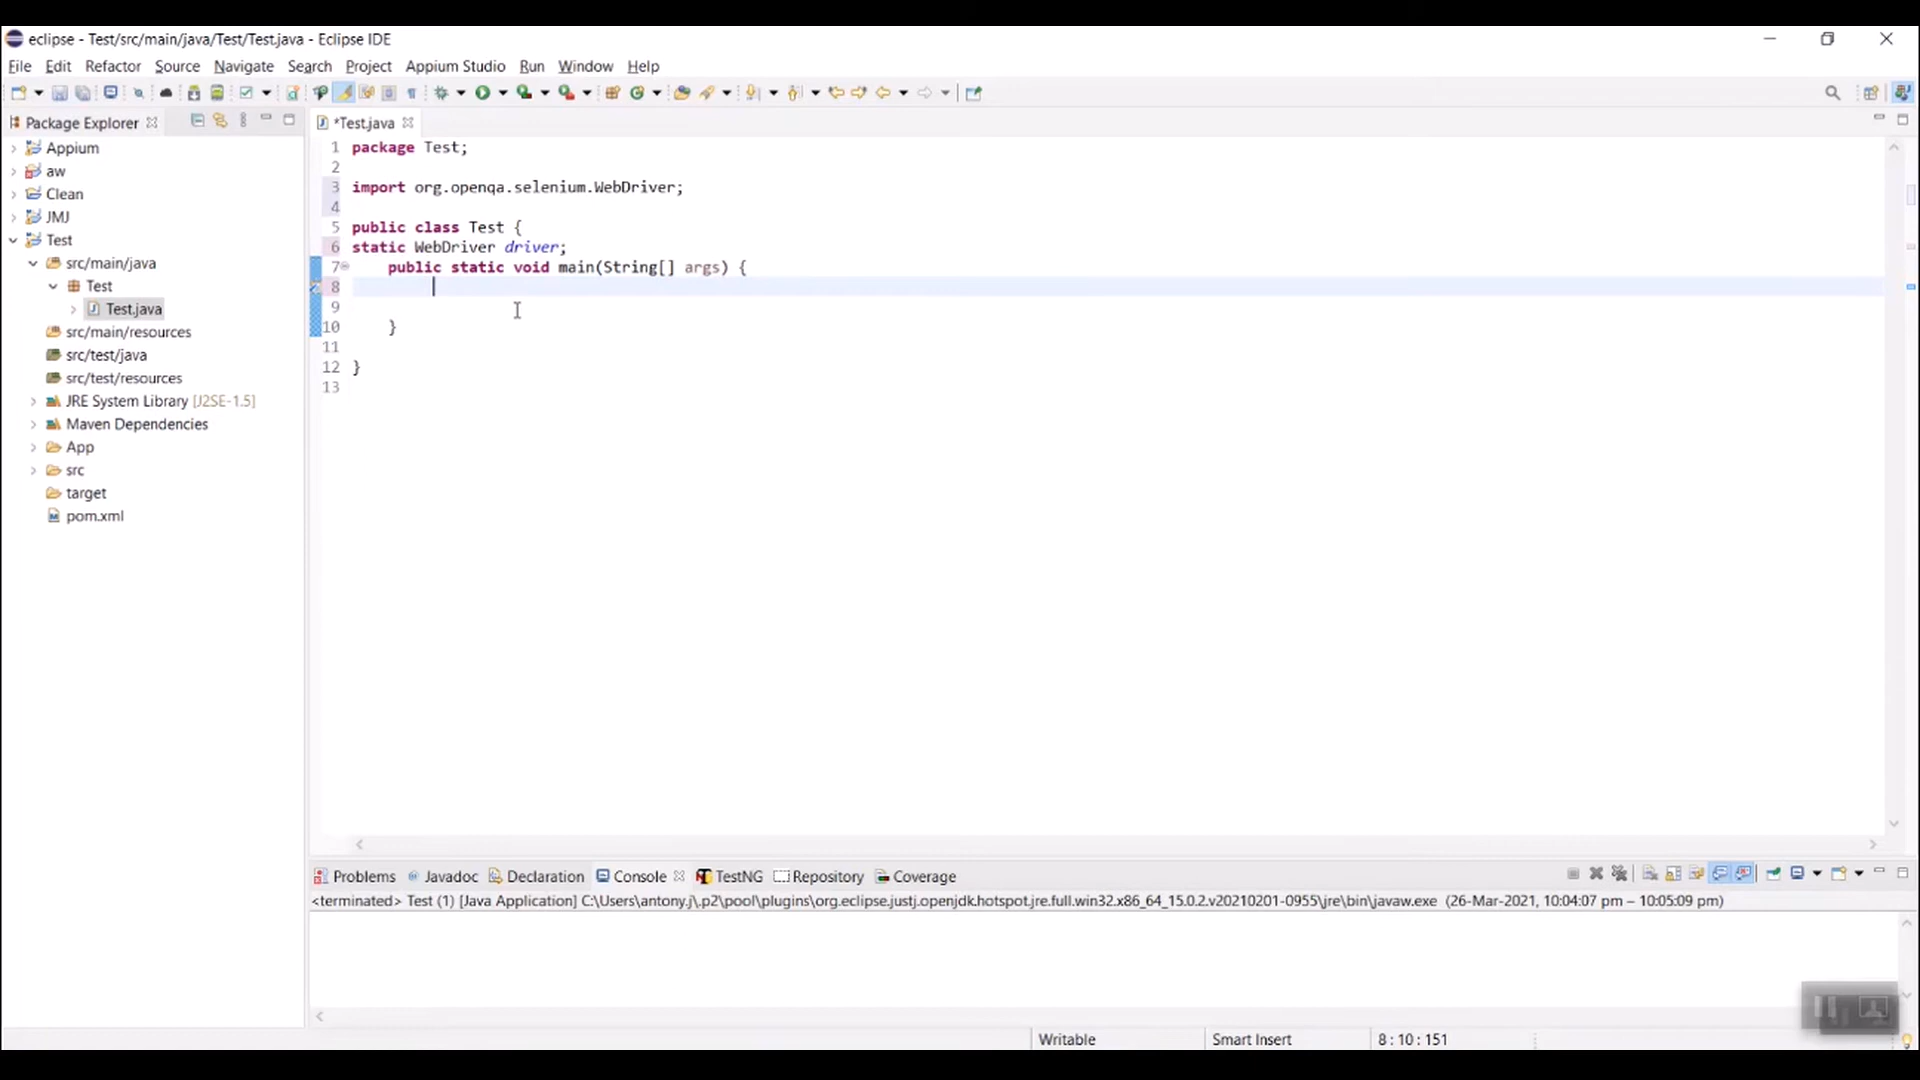 eclipse - Test/src/main/java/Test/Test.java - Eclipse IDE
File Edit Refactor Source Navigate Search Project Appium Studio Run Window Help
Package Explorer
*Test.java
Appium
aw
Clean
JMJ
Test
src/main/java
Test
Test.java
src/main/resources
src/test/java
src/test/resources
JRE System Library [J2SE-1.5]
Maven Dependencies
App
src
target
pom.xml
1 package Test;
2
3 import org.openqa.selenium.WebDriver;
4
5 public class Test {
6 static WebDriver driver;
7 public static void main(String[] args) {
8
9
10 }
11
12 }
13
Problems Javadoc Declaration Console TestNG Repository Coverage
<terminated> Test (1) [Java Application] C:\Users\antony.j\.p2\pool\plugins\org.eclipse.justj.openjdk.hotspot.jre.full.win32.x86_64_15.0.2.v20210201-0955\jre\bin\javaw.exe (26-Mar-2021, 10:04:07 pm – 10:05:09 pm)
Writable Smart Insert 8 : 10 : 151